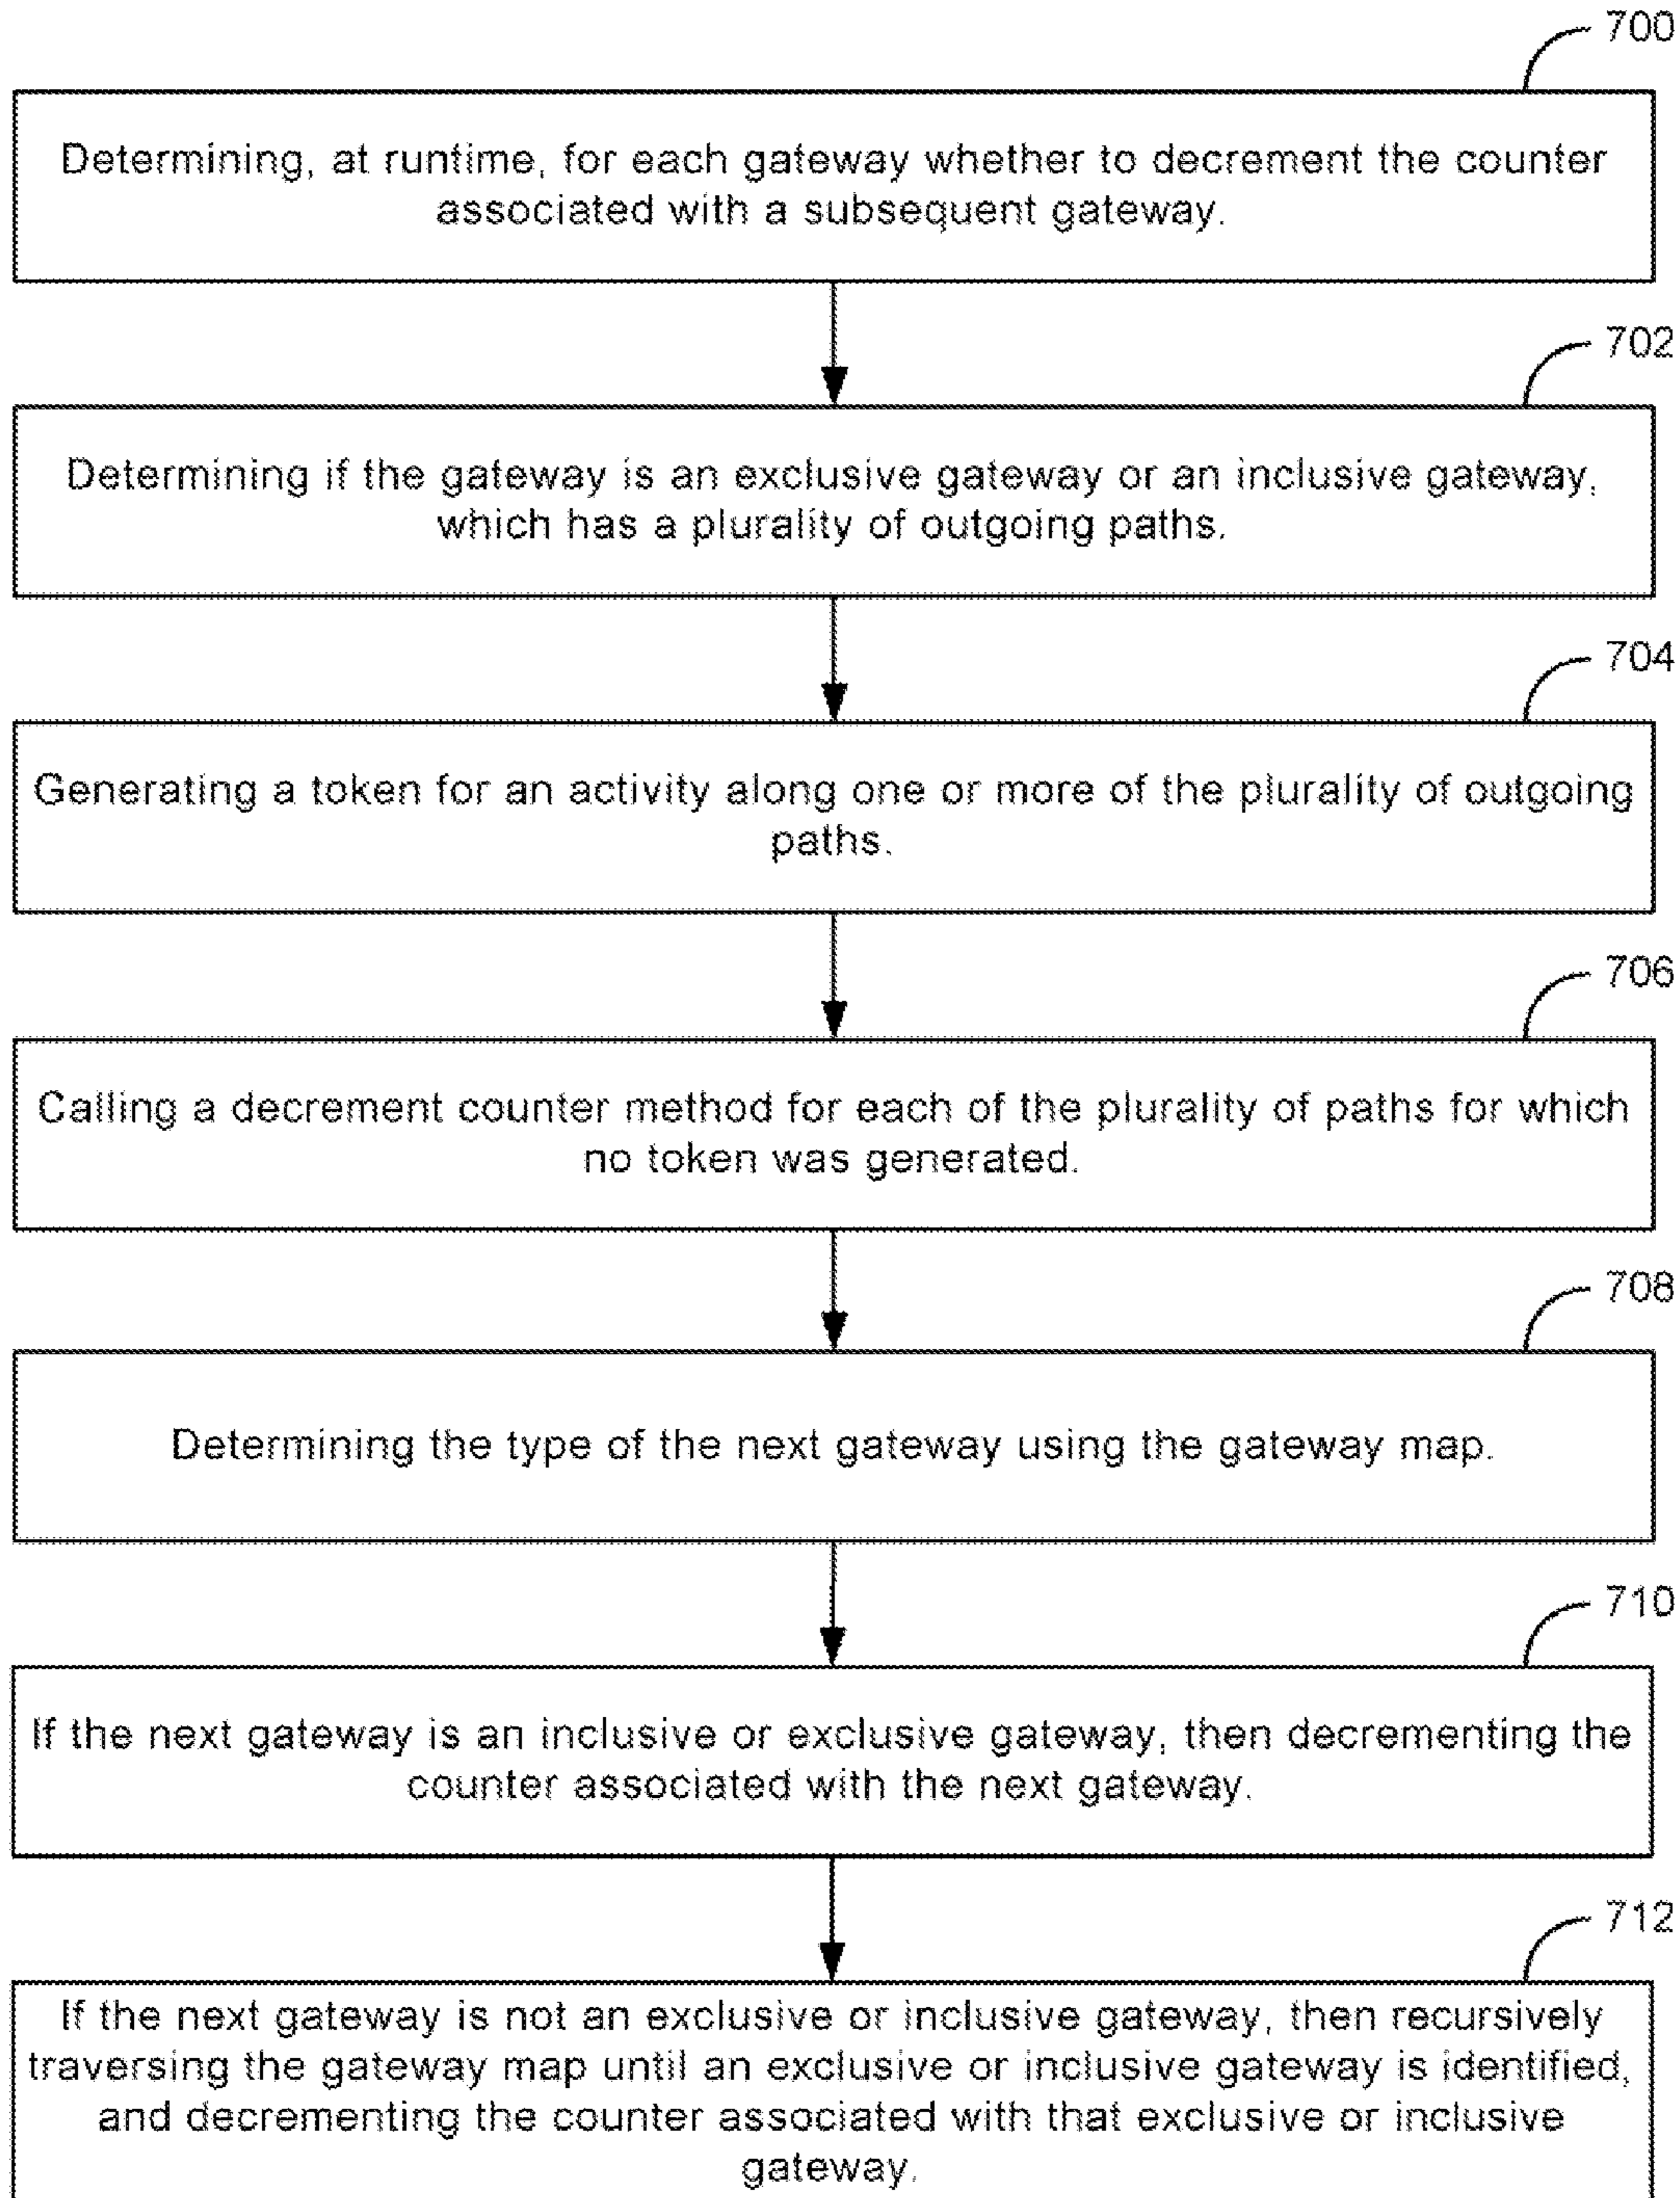 700
Determining, at runtime, for each gateway whether to decrement the counter
associated with a subsequent gateway.
702
Determining if the gateway is an exclusive gateway or an inclusive gateway,
which has a plurality of outgoing paths.
704
Generating a token for an activity along one or more of the plurality of outgoing
paths.
706
Calling a decrement counter method for each of the plurality of paths for which
no token was generated.
708
Determining the type of the next gateway using the gateway map.
710
If the next gateway is an inclusive or exclusive gateway, then decrementing the
counter associated with the next gateway.
712
If the next gateway is not an exclusive or inclusive gateway, then recursively
traversing the gateway map until an exclusive or inclusive gateway is identified,
and decrementing the counter associated with that exclusive or inclusive
gateway.